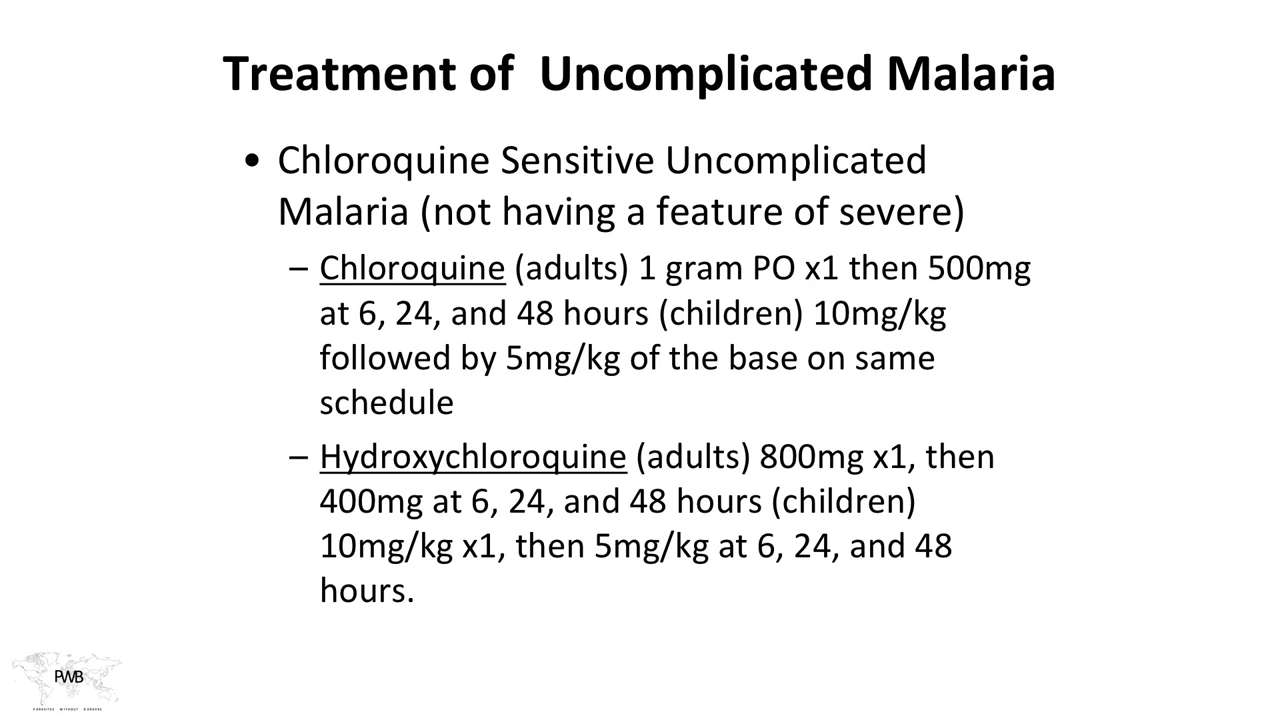 Treatment of Uncomplicated Malaria
• Chloroquine Sensitive Uncomplicated
Malaria (not having a feature of severe)
– Chloroquine (adults) 1 gram PO x1 then 500mg
at 6, 24, and 48 hours (children) 10mg/kg
followed by 5mg/kg of the base on same
schedule
– Hydroxychloroquine (adults) 800mg x1, then
400mg at 6, 24, and 48 hours (children)
10mg/kg x1, then 5mg/kg at 6, 24, and 48
hours.
PWB
PARASITES WITHOUT BORDERS